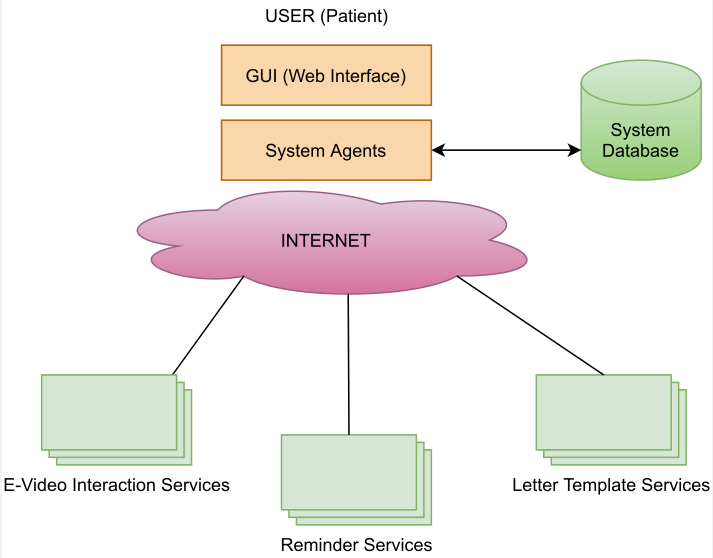 USER (Patient)
GUI (Web Interface)
System Agents
System
Database
INTERNET
E-Video Interaction Services
Letter Template Services
Reminder Services